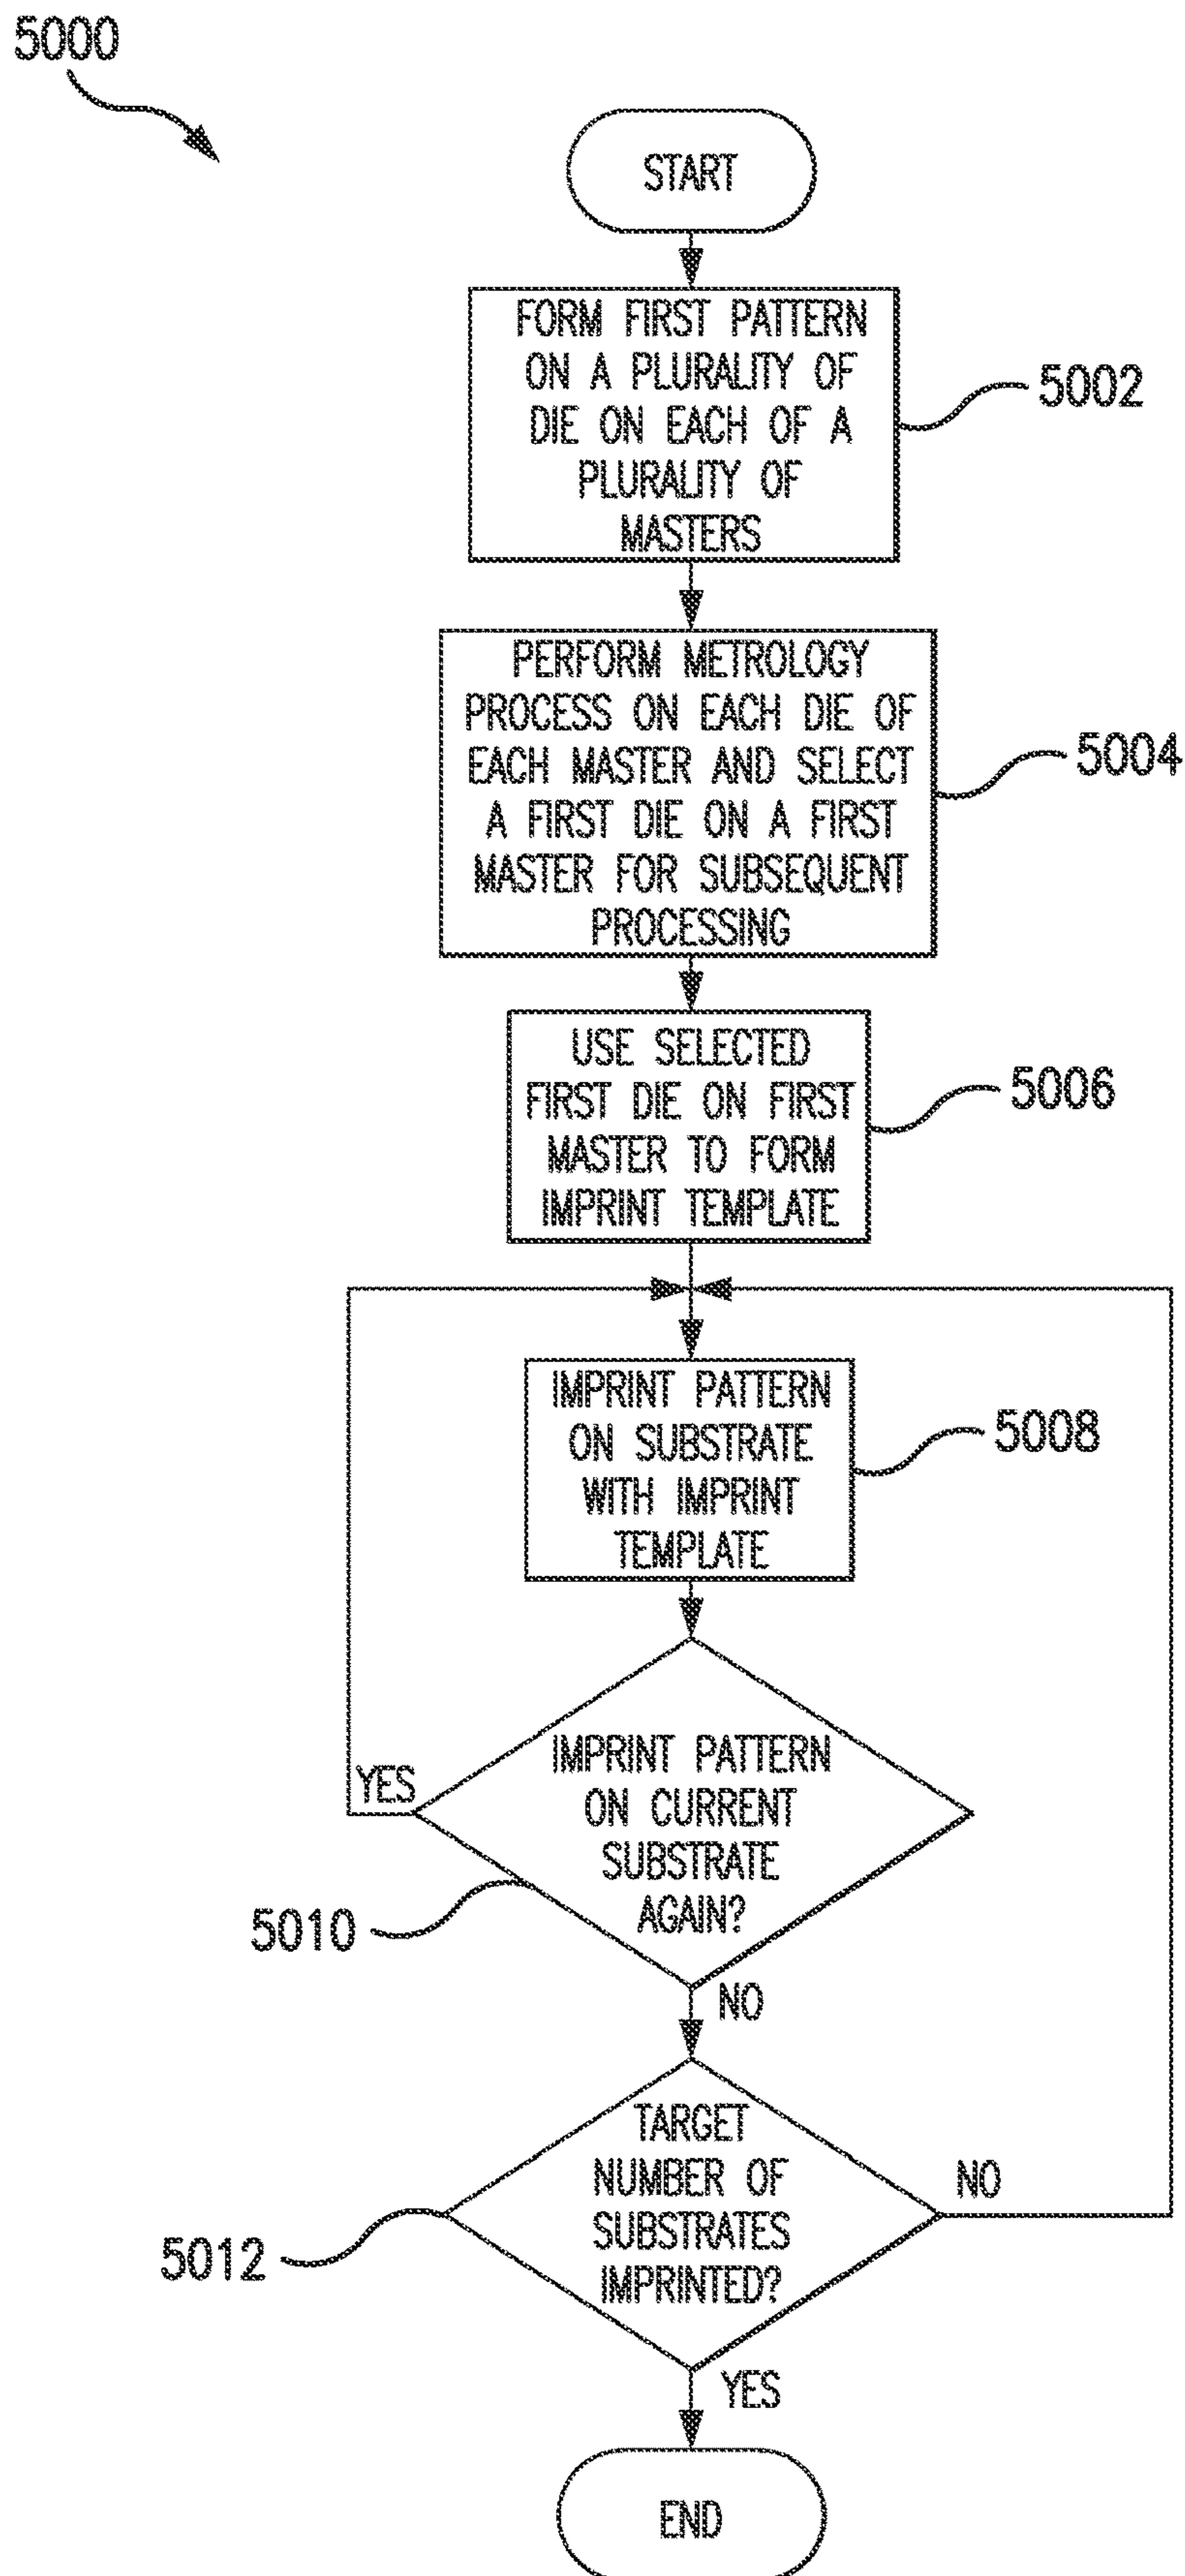 5000
START
FORM FIRST PATTERN
ON A PLURALITY OF
DIE ON EACH OF A
PLURALITY OF
MASTERS
5002
PERFORM METROLOGY
PROCESS ON EACH DIE OF
EACH MASTER AND SELECT
A FIRST DIE ON A FIRST
MASTER FOR SUBSEQUENT
PROCESSING
5004
USE SELECTED
FIRST DIE ON FIRST
MASTER TO FORM
IMPRINT TEMPLATE
5006
IMPRINT PATTERN
ON SUBSTRATE
WITH IMPRINT
TEMPLATE
5008
IMPRINT PATTERN
ON CURRENT
SUBSTRATE
AGAIN?
YES
5010
NO
TARGET
NUMBER OF
SUBSTRATES
IMPRINTED?
NO
5012
YES
END